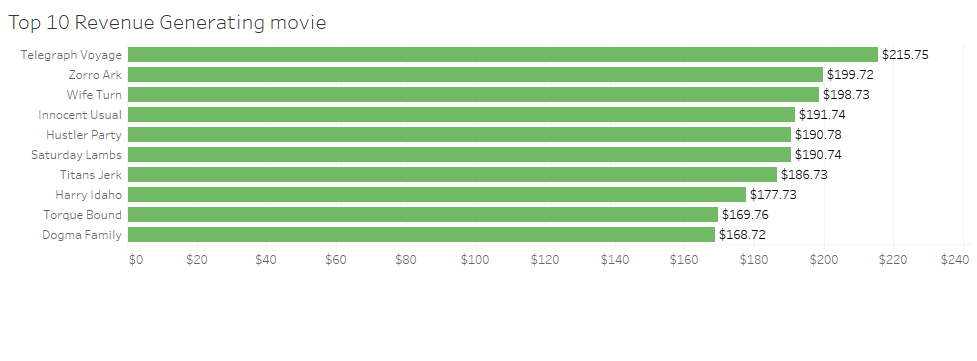 Top 10 Revenue Generating movie
Telegraph Voyage $215.75
Zorro Ark $199.72
Wife Turn $198.73
Innocent Usual $191.74
Hustler Party $190.78
Saturday Lambs $190.74
Titans Jerk $186.73
Harry Idaho $177.73
Torque Bound $169.76
Dogma Family $168.72
$0 $20 $40 $60 $80 $100 $120 $140 $160 $180 $200 $220 $240